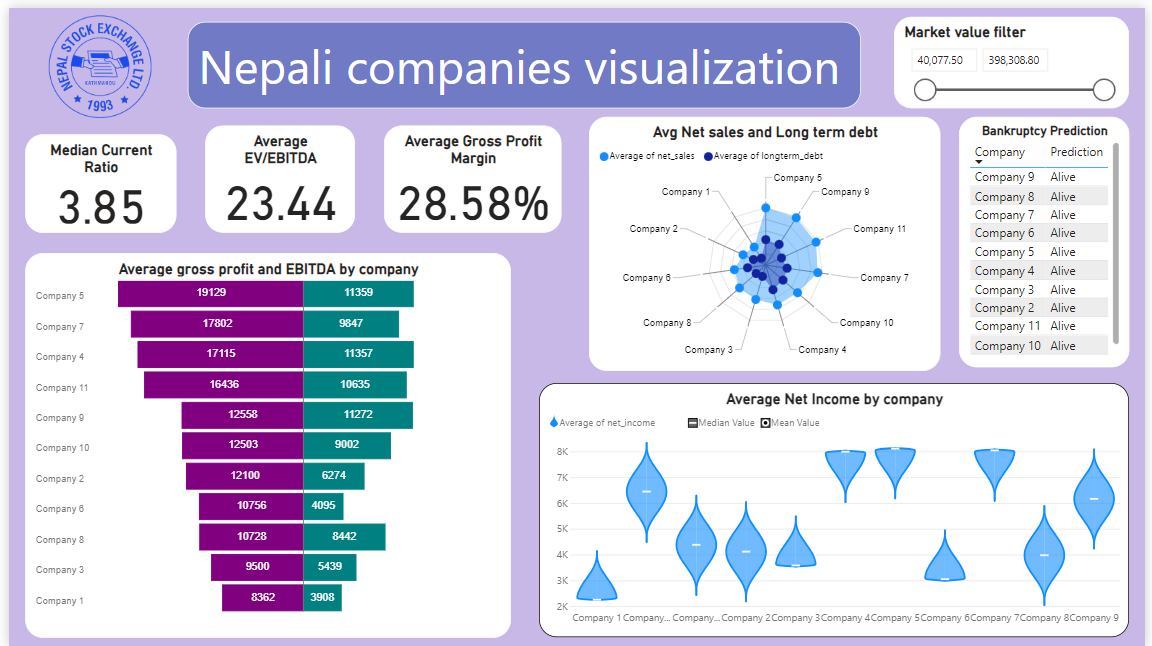 NEPAL STOCK EXCHANGE LTD.
KATHMANDU
1993
Nepali companies visualization
Market value filter
40,077.50 398,308.80
Median Current
Ratio
3.85
Average
EV/EBITDA
23.44
Average Gross Profit
Margin
28.58%
Avg Net sales and Long term debt
Average of net_sales Average of longterm_debt
Company 5
Company 9
Company 11
Company 7
Company 10
Company 4
Company 3
Company 8
Company 6
Company 2
Company 1
Bankruptcy Prediction
Company Prediction
Company 9 Alive
Company 8 Alive
Company 7 Alive
Company 6 Alive
Company 5 Alive
Company 4 Alive
Company 3 Alive
Company 2 Alive
Company 11 Alive
Company 10 Alive
Average gross profit and EBITDA by company
Company 5 19129 11359
Company 7 17802 9847
Company 4 17115 11357
Company 11 16436 10635
Company 9 12558 11272
Company 10 12503 9002
Company 2 12100 6274
Company 6 10756 4095
Company 8 10728 8442
Company 3 9500 5439
Company 1 8362 3908
Average Net Income by company
Average of net_income Median Value Mean Value
8K
7K
6K
5K
4K
3K
2K
Company 1 Company... Company... Company 2 Company 3 Company 4 Company 5 Company 6 Company 7 Company 8 Company 9